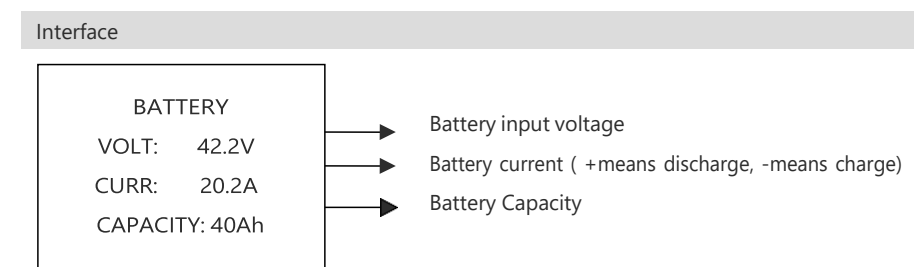 Interface
BATTERY
VOLT: 42.2V
CURR: 20.2A
CAPACITY: 40Ah
Battery input voltage
Battery current ( +means discharge, -means charge)
Battery Capacity